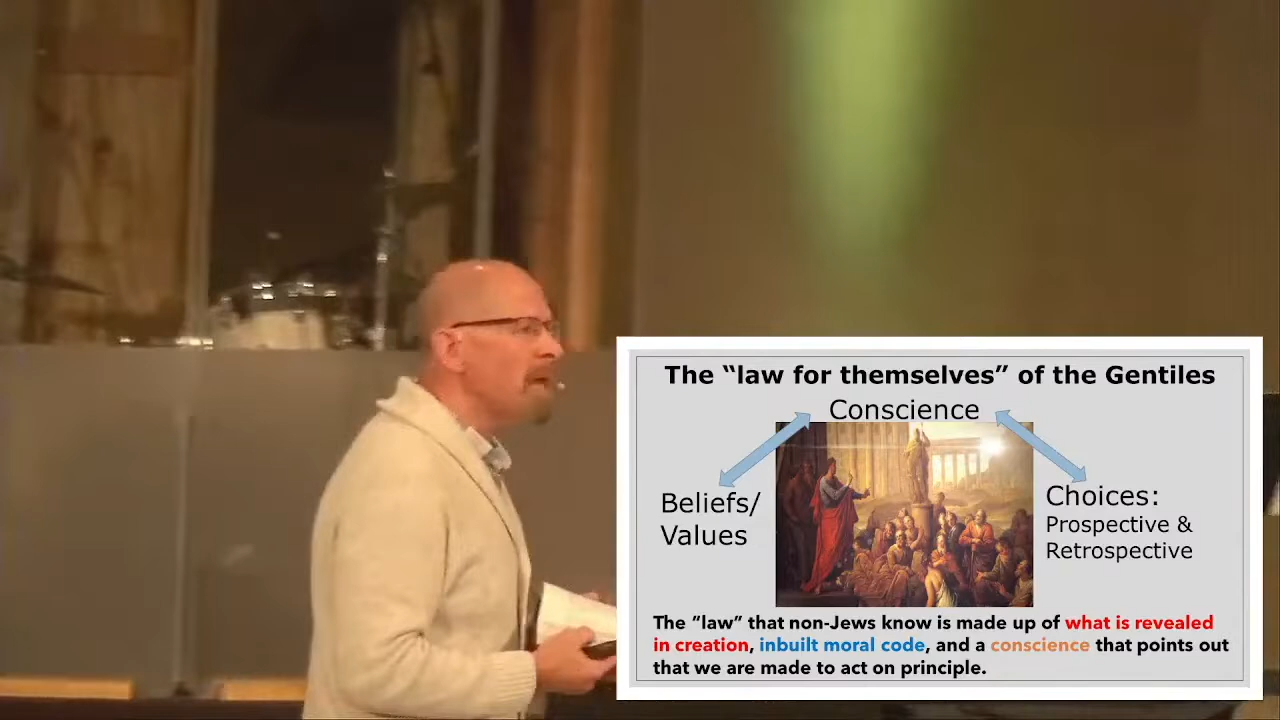 The “law for themselves” of the Gentiles
Conscience
Beliefs/
Values
Choices:
Prospective &
Retrospective
The “law” that non-Jews know is made up of what is revealed
in creation, inbuilt moral code, and a conscience that points out
that we are made to act on principle.